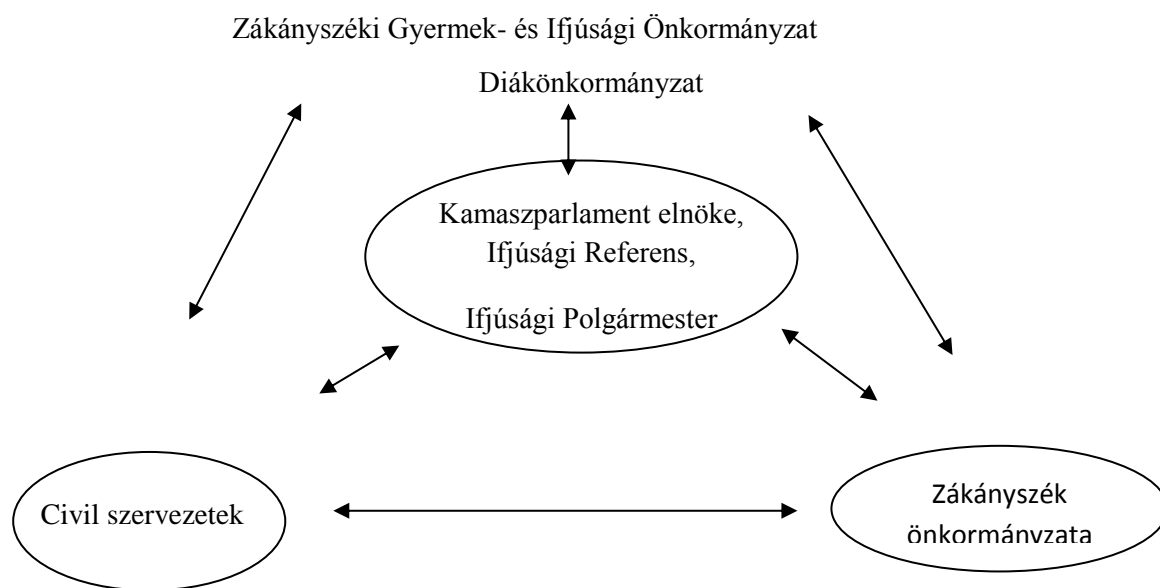 Zákányszéki Gyermek- és Ifjúsági Önkormányzat
Diákönkormányzat
Kamaszparlament elnöke,
Ifjúsági Referens,
Ifjúsági Polgármester
Civil szervezetek
Zákányszék
önkormányzata